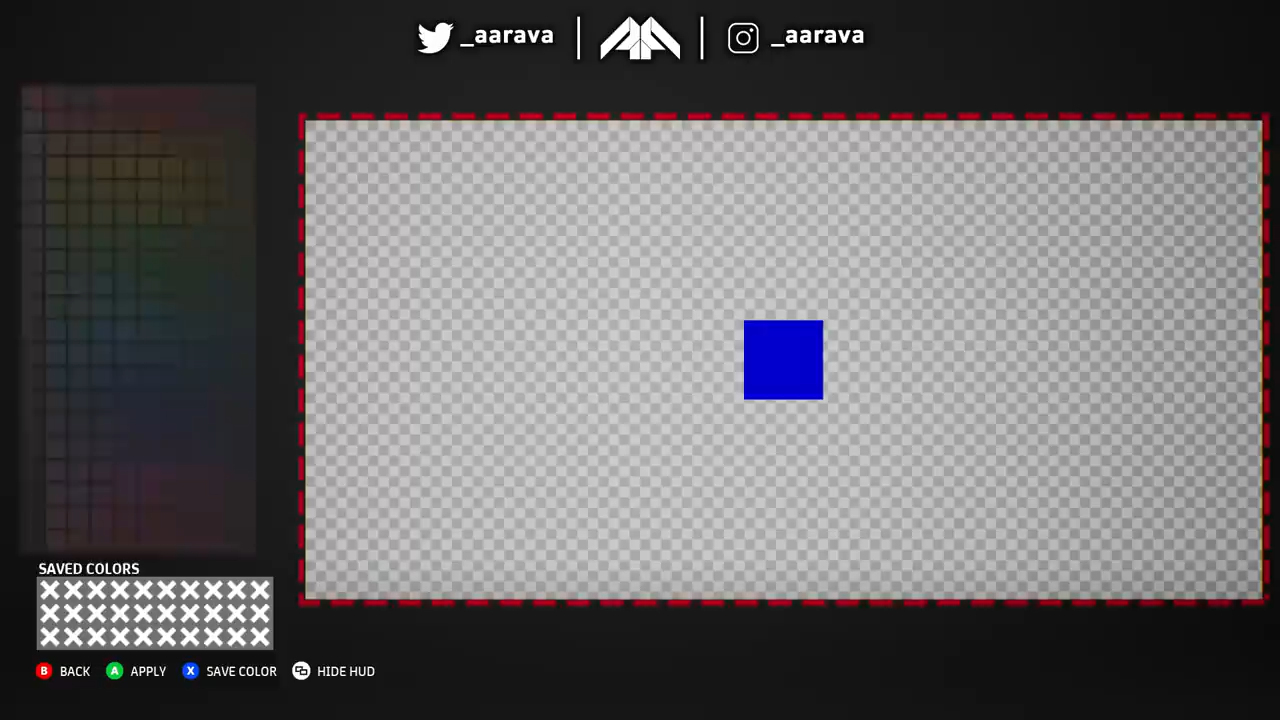 _aarava | | _aarava
SAVED COLORS
B BACK A APPLY X SAVE COLOR HIDE HUD